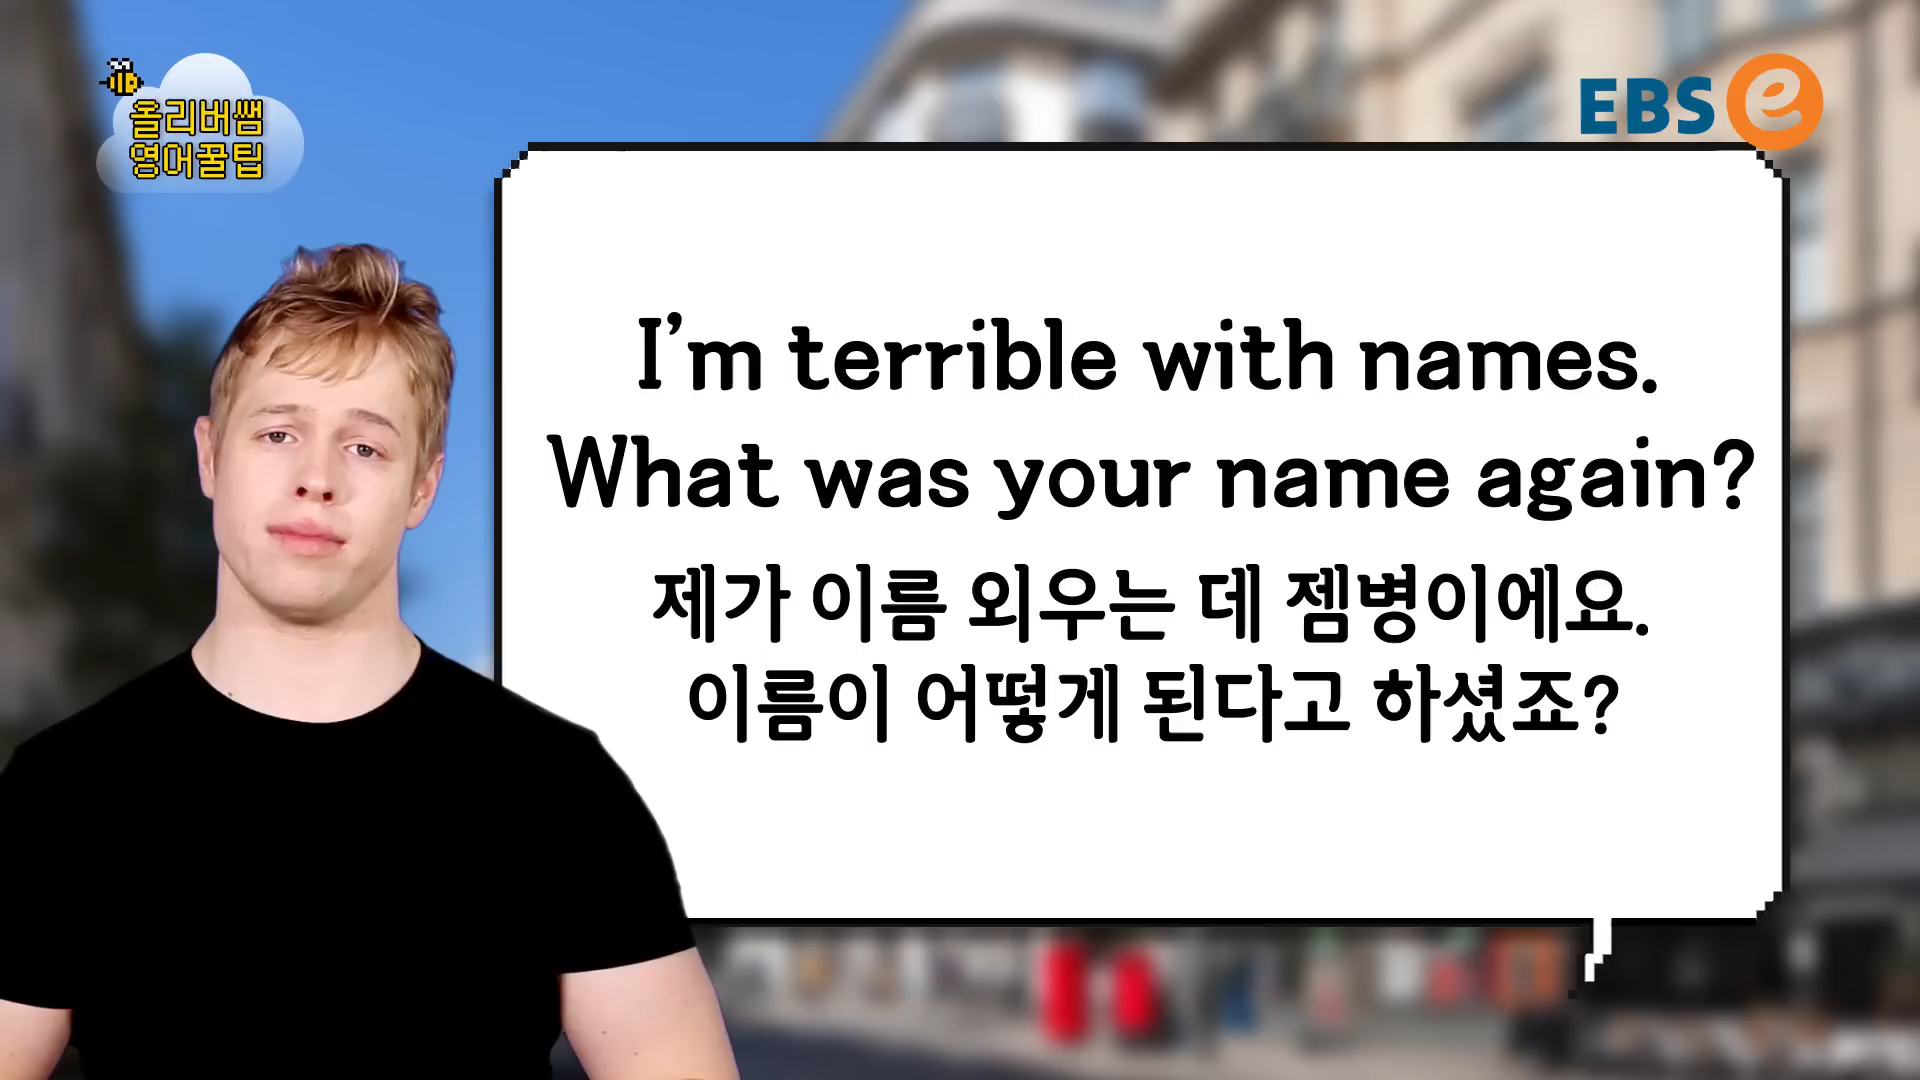 올리버쌤
영어꿀팁
EBS e
I'm terrible with names.
What was your name again?
제가 이름 외우는 데 젬병이에요.
이름이 어떻게 된다고 하셨죠?